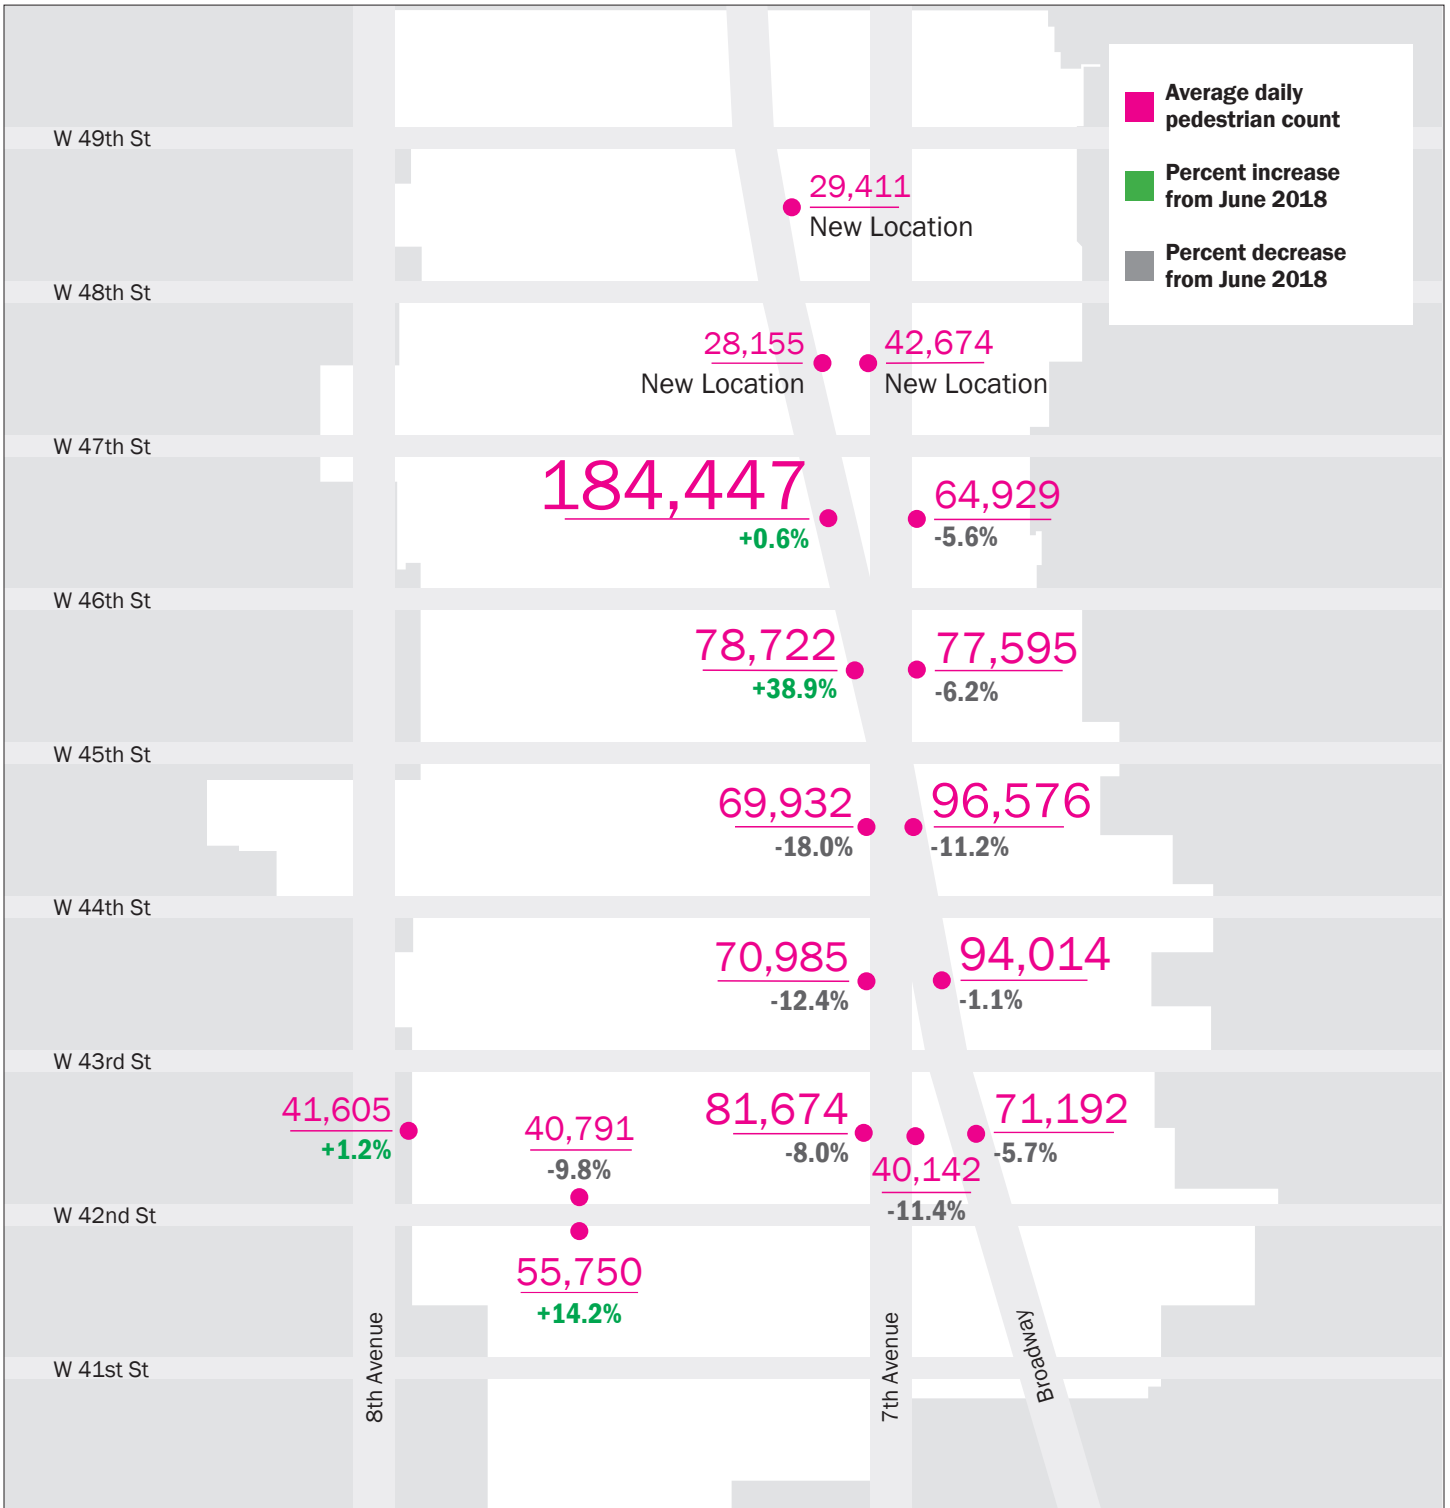 Average daily
pedestrian count
Percent increase
from June 2018
Percent decrease
from June 2018
W 49th St
29,411
New Location
W 48th St
28,155
New Location
42,674
New Location
W 47th St
184,447
+0.6%
64,929
-5.6%
W 46th St
78,722
+38.9%
77,595
-6.2%
W 45th St
69,932
-18.0%
96,576
-11.2%
W 44th St
70,985
-12.4%
94,014
-1.1%
W 43rd St
41,605
+1.2%
40,791
-9.8%
81,674
-8.0%
40,142
-11.4%
71,192
-5.7%
W 42nd St
55,750
+14.2%
W 41st St
8th Avenue
7th Avenue
Broadway